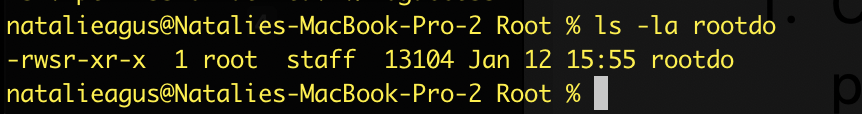 natalieagus@Natalies-MacBook-Pro-2 Root % ls -la rootdo
-rwsr-xr-x  1 root  staff  13104 Jan 12 15:55 rootdo
natalieagus@Natalies-MacBook-Pro-2 Root %